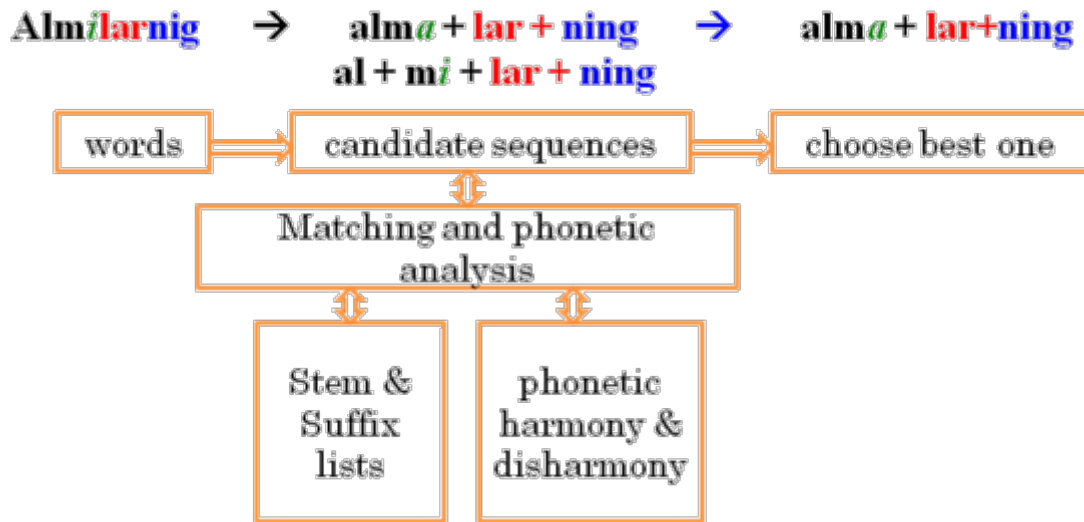 Almilarnig → alma + lar + ning → alma + lar+ning
al + mi + lar + ning
words
candidate sequences
choose best one
Matching and phonetic
analysis
Stem &
Suffix
lists
phonetic
harmony &
disharmony